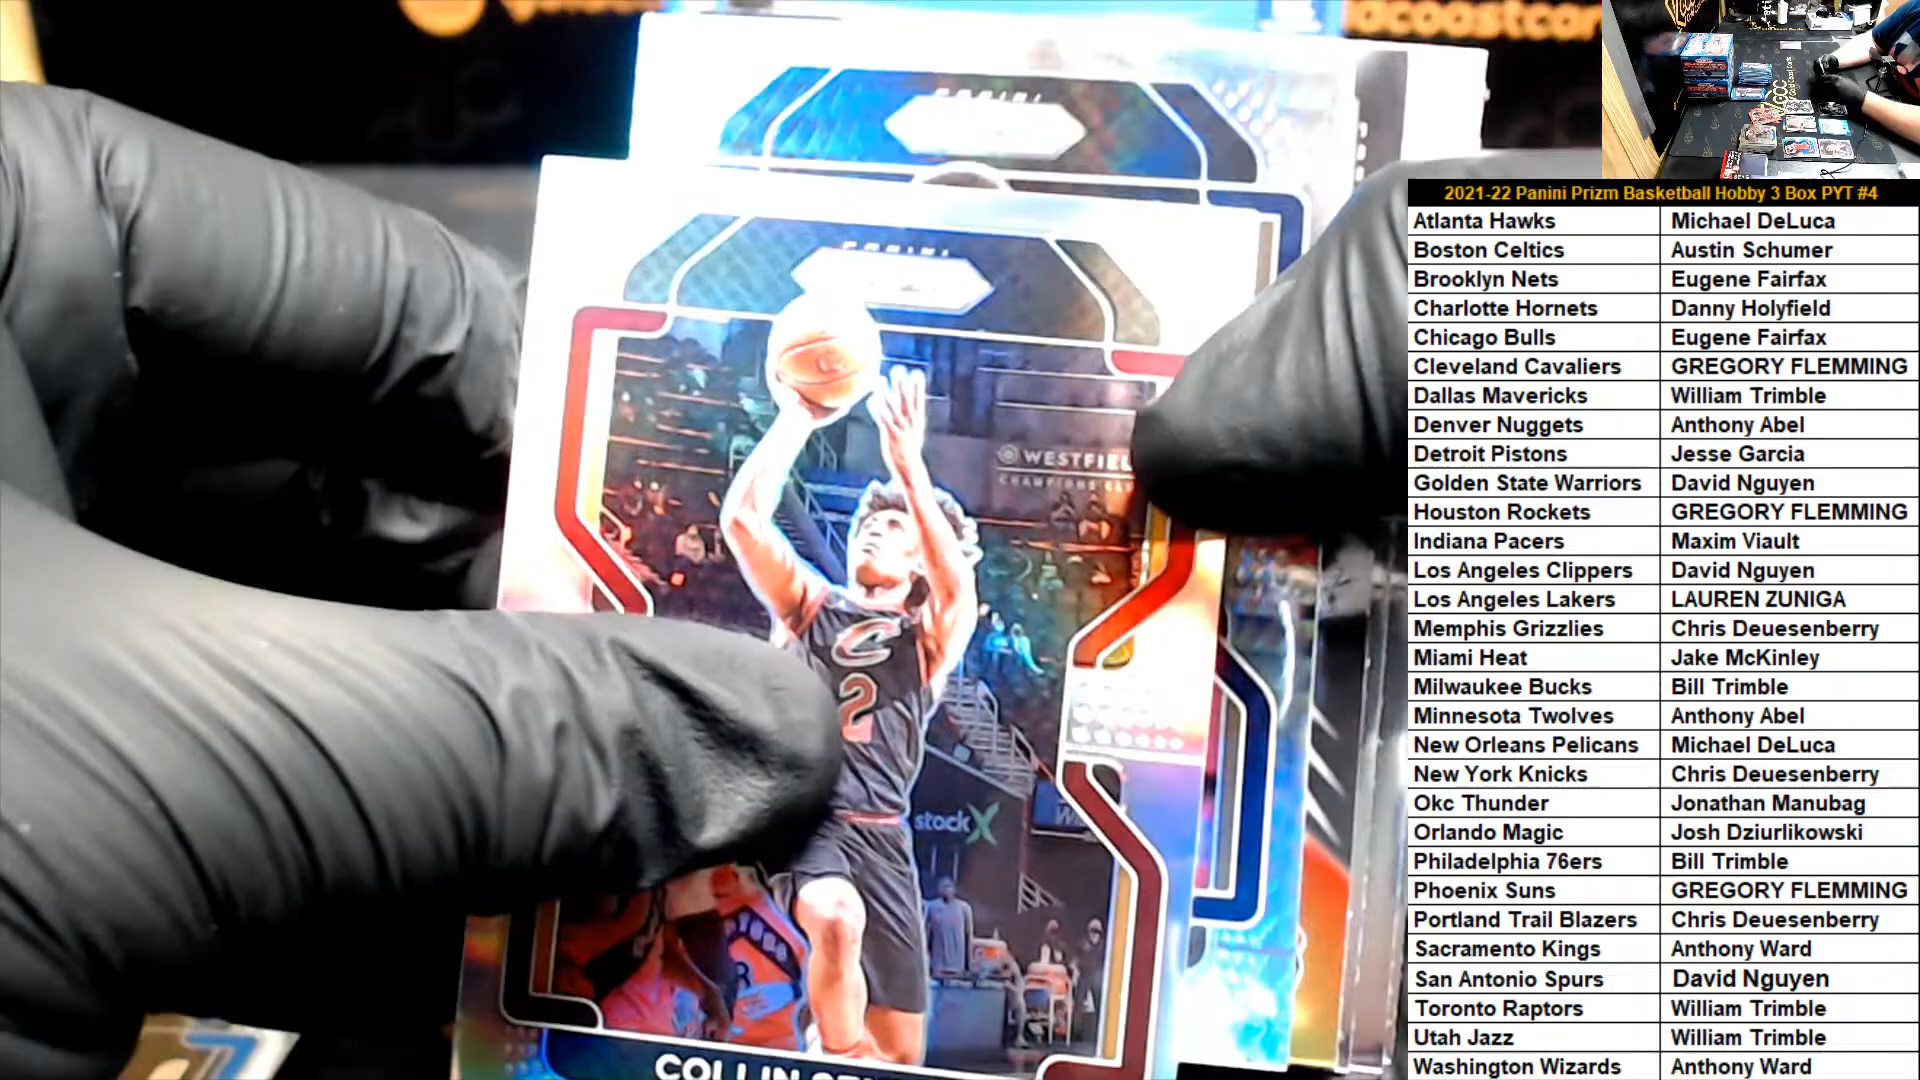 acoastcar
PANINI
PANINI
WESTFIEL
CHAMPIONS CLU
C
2
stockX
COLLIN
2021-22 Panini Prizm Basketball Hobby 3 Box PYT #4
Atlanta Hawks Michael DeLuca
Boston Celtics Austin Schumer
Brooklyn Nets Eugene Fairfax
Charlotte Hornets Danny Holyfield
Chicago Bulls Eugene Fairfax
Cleveland Cavaliers GREGORY FLEMMING
Dallas Mavericks William Trimble
Denver Nuggets Anthony Abel
Detroit Pistons Jesse Garcia
Golden State Warriors David Nguyen
Houston Rockets GREGORY FLEMMING
Indiana Pacers Maxim Viault
Los Angeles Clippers David Nguyen
Los Angeles Lakers LAUREN ZUNIGA
Memphis Grizzlies Chris Deuesenberry
Miami Heat Jake McKinley
Milwaukee Bucks Bill Trimble
Minnesota Twolves Anthony Abel
New Orleans Pelicans Michael DeLuca
New York Knicks Chris Deuesenberry
Okc Thunder Jonathan Manubag
Orlando Magic Josh Dziurlikowski
Philadelphia 76ers Bill Trimble
Phoenix Suns GREGORY FLEMMING
Portland Trail Blazers Chris Deuesenberry
Sacramento Kings Anthony Ward
San Antonio Spurs David Nguyen
Toronto Raptors William Trimble
Utah Jazz William Trimble
Washington Wizards Anthony Ward